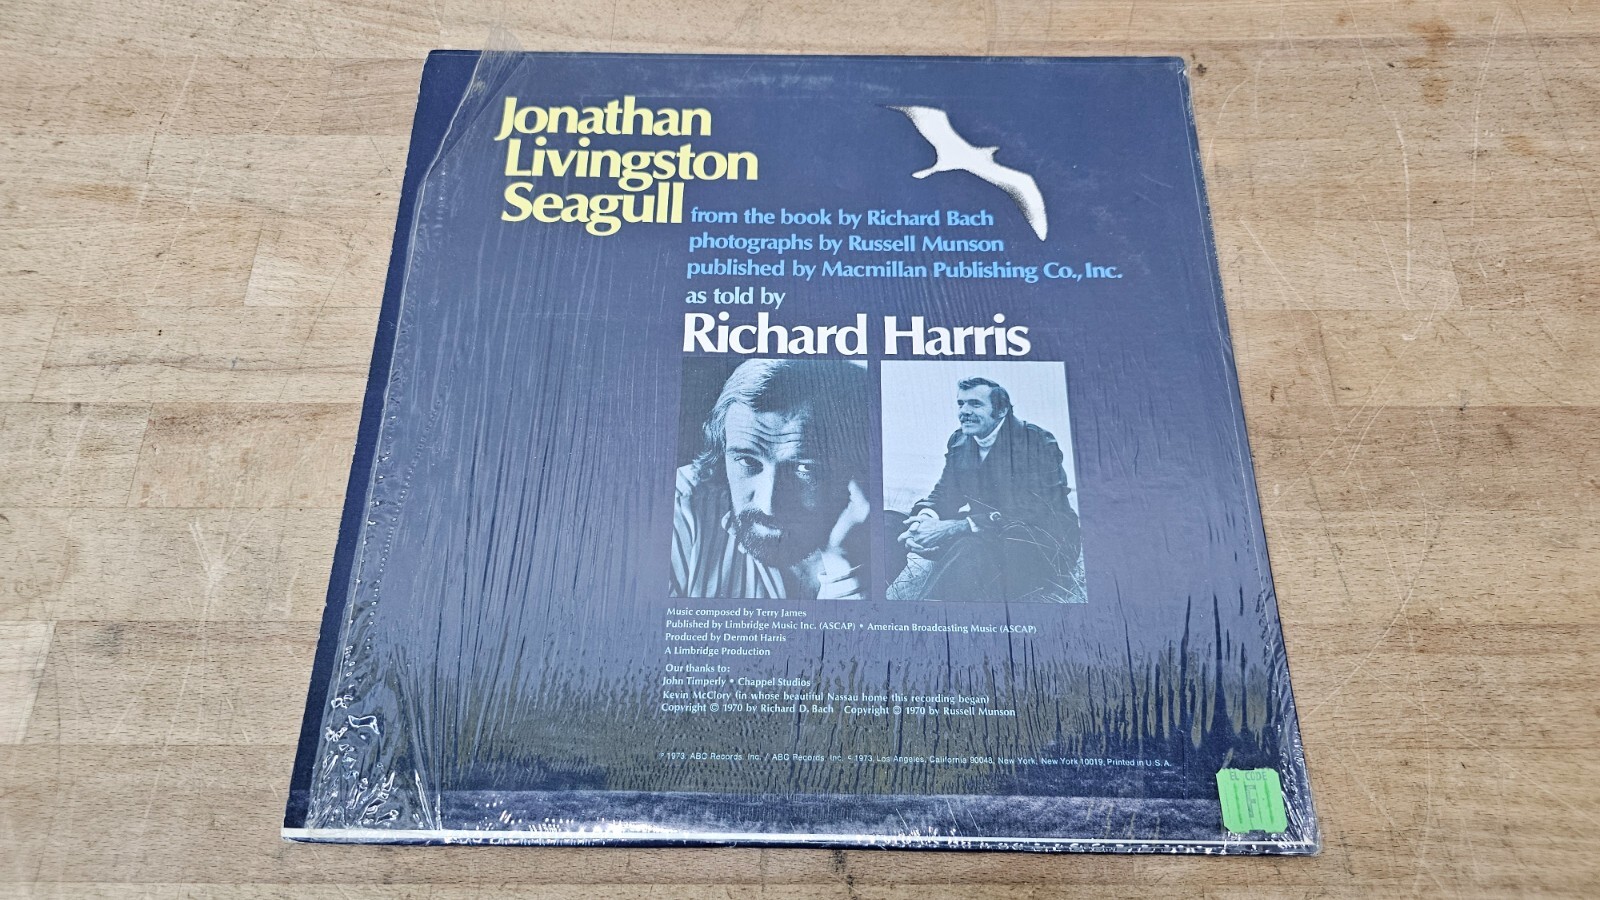 Jonathan
Livingston
Seagull
from the book by Richard Bach
photographs by Russell Munson
published by Macmillan Publishing Co., Inc.
as told by
Richard Harris
Music composed by Terry James
Published by Limbridge Music Inc. (ASCAP) • American Broadcasting Music (ASCAP)
Produced by Dermot Harris
A Limbridge Production
Our thanks to:
John Timperly • Chappel Studios
Kevin McClory (in whose beautiful Nassau home this recording began)
Copyright © 1970 by Richard D. Bach Copyright © 1970 by Russell Munson
℗ 1973 ABC Records, Inc. / ABC Records, Inc. © 1973, Los Angeles, California 90048, New York, New York 10019, Printed in U.S.A.
CODE
F